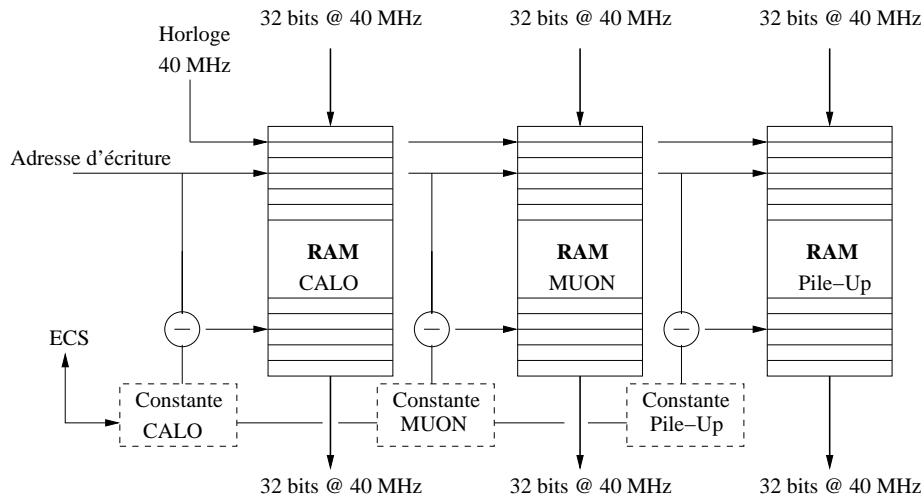 32 bits @ 40 MHz
32 bits @ 40 MHz
32 bits @ 40 MHz
Horloge
40 MHz
Adresse d'écriture
RAM
CALO
RAM
MUON
RAM
Pile−Up
−
−
−
ECS
Constante
CALO
Constante
MUON
Constante
Pile−Up
32 bits @ 40 MHz
32 bits @ 40 MHz
32 bits @ 40 MHz